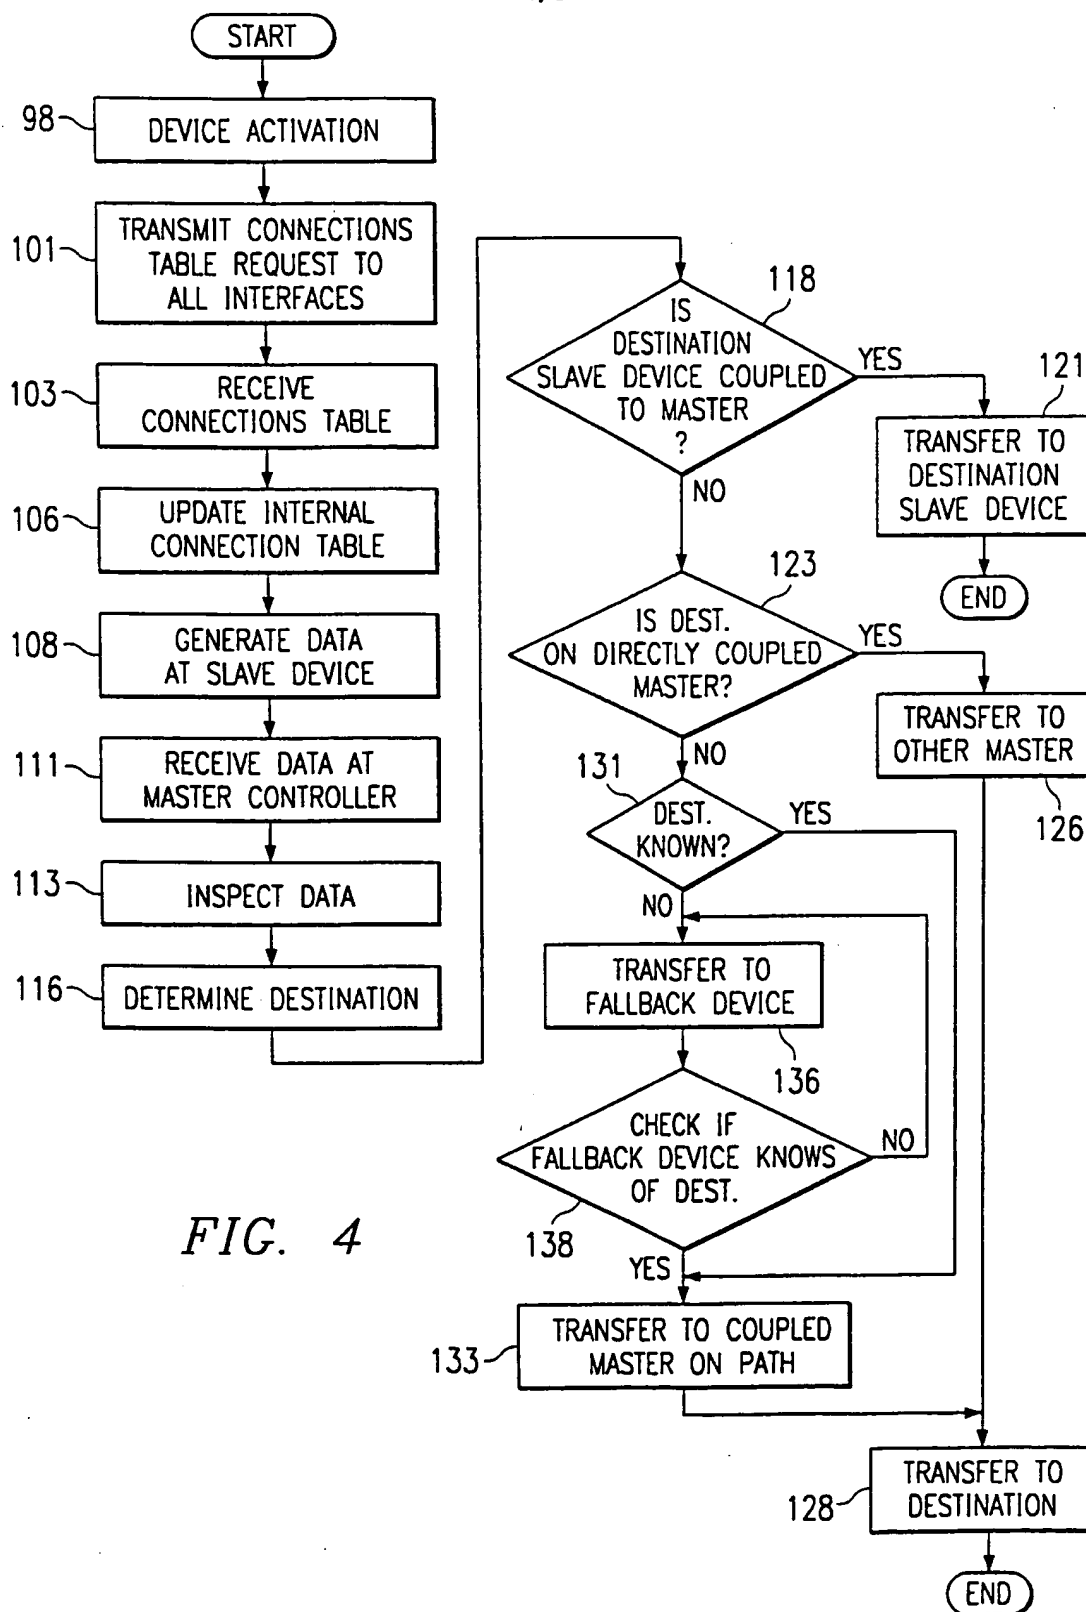 START
98
DEVICE ACTIVATION
101
TRANSMIT CONNECTIONS
TABLE REQUEST TO
ALL INTERFACES
103
RECEIVE
CONNECTIONS TABLE
106
UPDATE INTERNAL
CONNECTION TABLE
108
GENERATE DATA
AT SLAVE DEVICE
111
RECEIVE DATA AT
MASTER CONTROLLER
113
INSPECT DATA
116
DETERMINE DESTINATION
118
IS
DESTINATION
SLAVE DEVICE COUPLED
TO MASTER
?
YES
NO
121
TRANSFER TO
DESTINATION
SLAVE DEVICE
END
123
IS DEST.
ON DIRECTLY COUPLED
MASTER?
YES
NO
TRANSFER TO
OTHER MASTER
126
131
DEST.
KNOWN?
YES
NO
TRANSFER TO
FALLBACK DEVICE
136
CHECK IF
FALLBACK DEVICE KNOWS
OF DEST.
NO
138
YES
133
TRANSFER TO COUPLED
MASTER ON PATH
128
TRANSFER TO
DESTINATION
END
FIG. 4